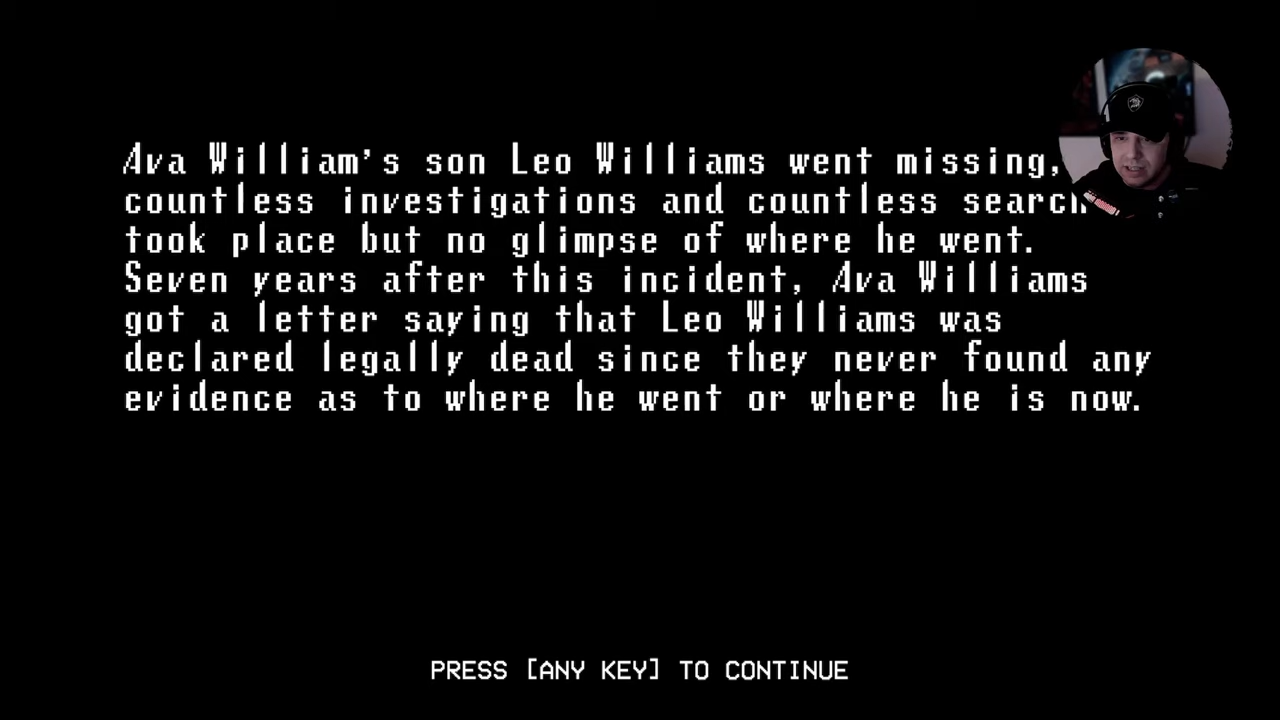 Ava William's son Leo Williams went missing,
countless investigations and countless search
took place but no glimpse of where he went.
Seven years after this incident, Ava Williams
got a letter saying that Leo Williams was
declared legally dead since they never found any
evidence as to where he went or where he is now.
PRESS [ANY KEY] TO CONTINUE